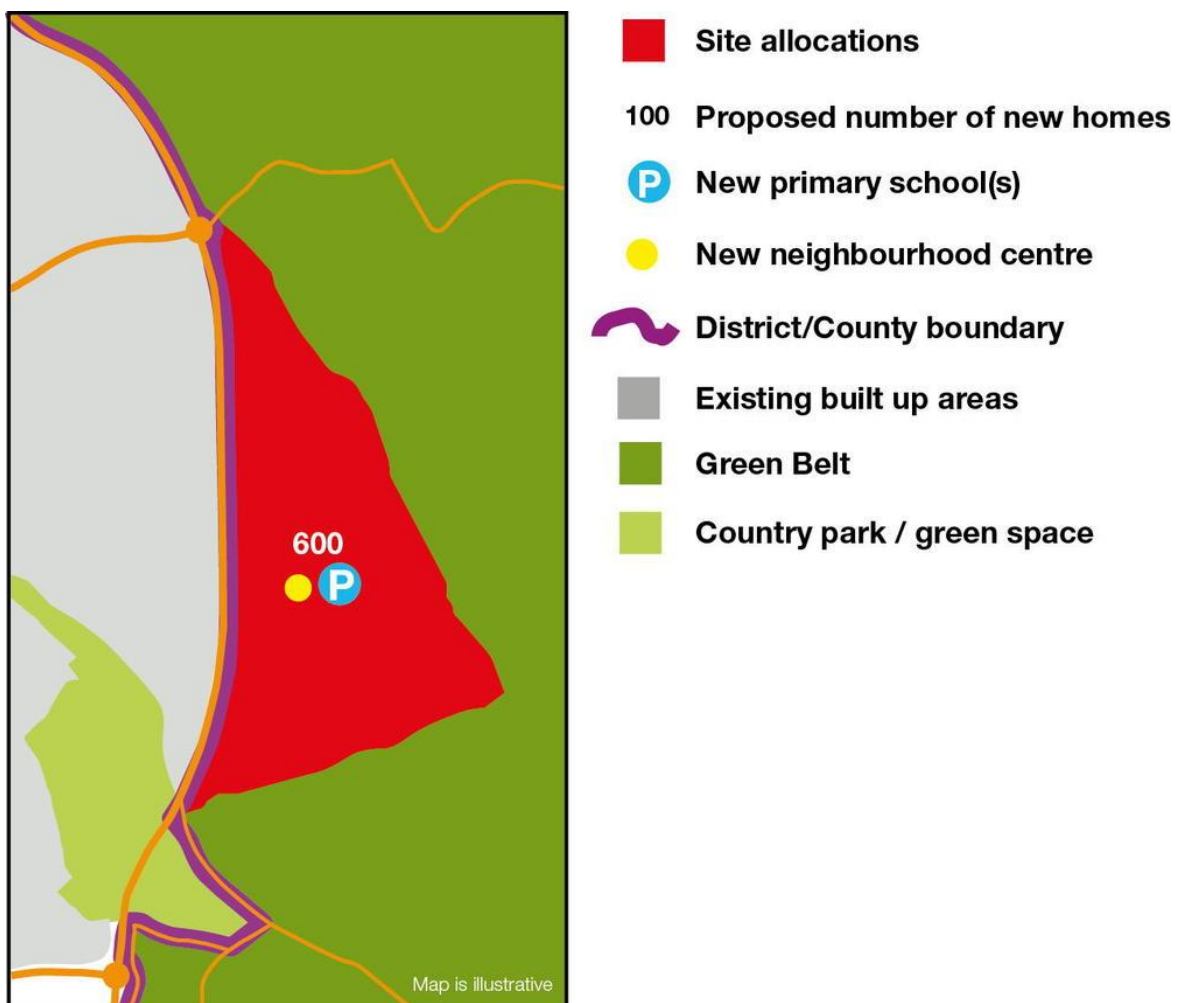 600
P
Map is illustrative
Site allocations
100 Proposed number of new homes
P New primary school(s)
New neighbourhood centre
District/County boundary
Existing built up areas
Green Belt
Country park / green space